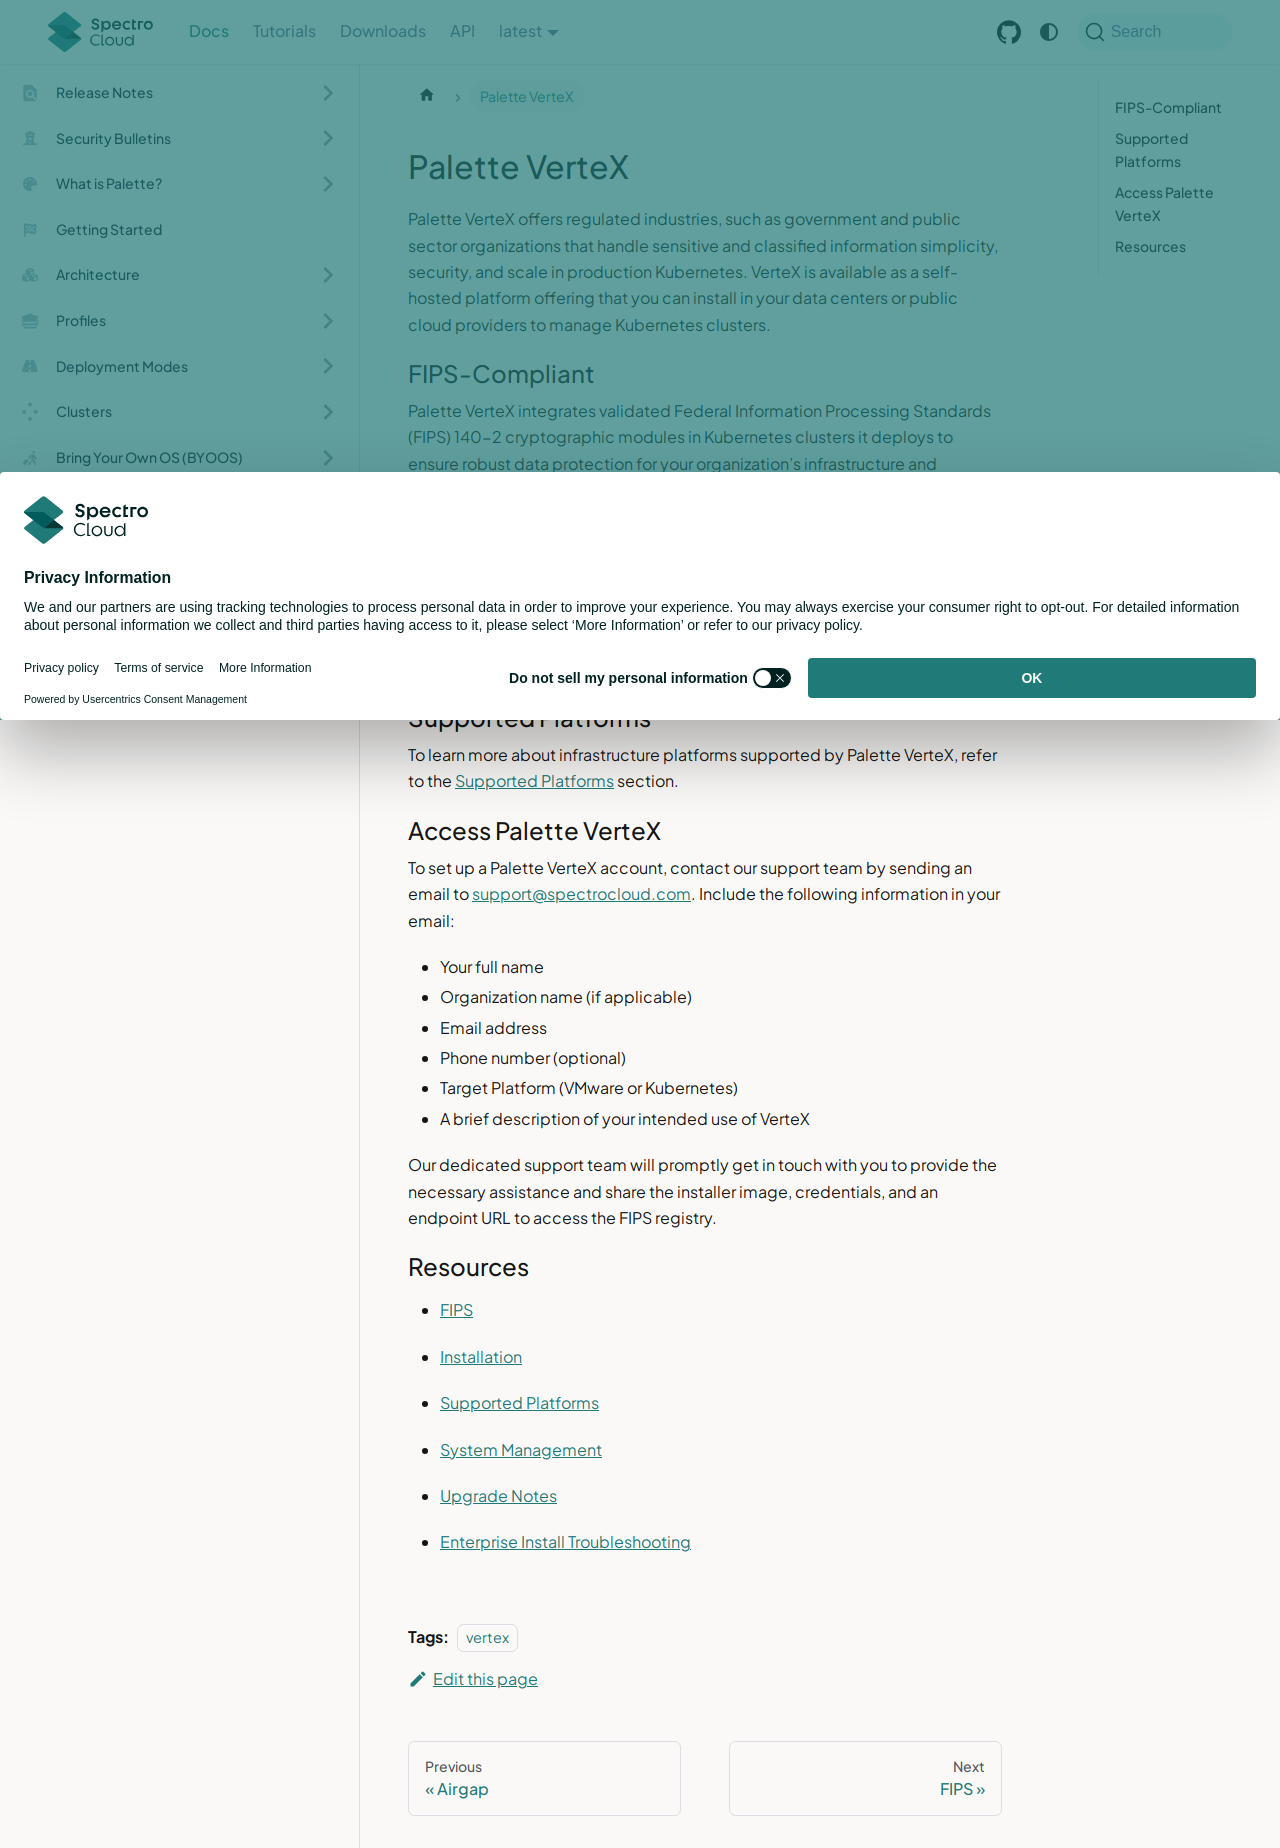 Spectro Cloud
Docs
Tutorials
Downloads
API
latest
Search
Release Notes
Security Bulletins
What is Palette?
Getting Started
Architecture
Profiles
Deployment Modes
Clusters
Bring Your Own OS (BYOOS)
Palette VerteX
Palette VerteX
Palette VerteX offers regulated industries, such as government and public
sector organizations that handle sensitive and classified information simplicity,
security, and scale in production Kubernetes. VerteX is available as a self-
hosted platform offering that you can install in your data centers or public
cloud providers to manage Kubernetes clusters.
FIPS-Compliant
Palette VerteX integrates validated Federal Information Processing Standards
(FIPS) 140-2 cryptographic modules in Kubernetes clusters it deploys to
ensure robust data protection for your organization's infrastructure and
FIPS-Compliant
Supported
Platforms
Access Palette
VerteX
Resources
Spectro
Cloud
Privacy Information
We and our partners are using tracking technologies to process personal data in order to improve your experience. You may always exercise your consumer right to opt-out. For detailed information
about personal information we collect and third parties having access to it, please select ‘More Information’ or refer to our privacy policy.
Privacy policy
Terms of service
More Information
Powered by Usercentrics Consent Management
Do not sell my personal information
OK
Supported Platforms
To learn more about infrastructure platforms supported by Palette VerteX, refer
to the Supported Platforms section.
Access Palette VerteX
To set up a Palette VerteX account, contact our support team by sending an
email to support@spectrocloud.com. Include the following information in your
email:
Your full name
Organization name (if applicable)
Email address
Phone number (optional)
Target Platform (VMware or Kubernetes)
A brief description of your intended use of VerteX
Our dedicated support team will promptly get in touch with you to provide the
necessary assistance and share the installer image, credentials, and an
endpoint URL to access the FIPS registry.
Resources
FIPS
Installation
Supported Platforms
System Management
Upgrade Notes
Enterprise Install Troubleshooting
Tags: vertex
Edit this page
Previous
« Airgap
Next
FIPS »